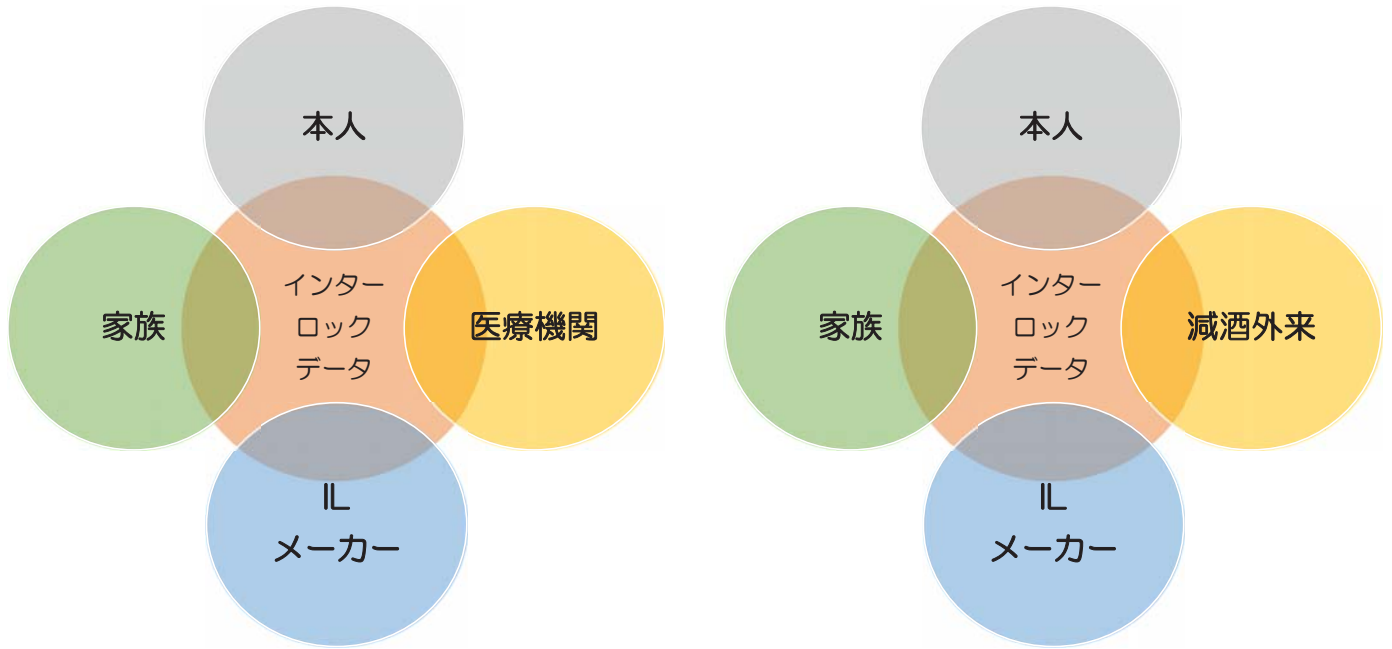 本人
家族
インター
ロック
データ
医療機関
IL
メーカー
本人
家族
インター
ロック
データ
減酒外来
IL
メーカー